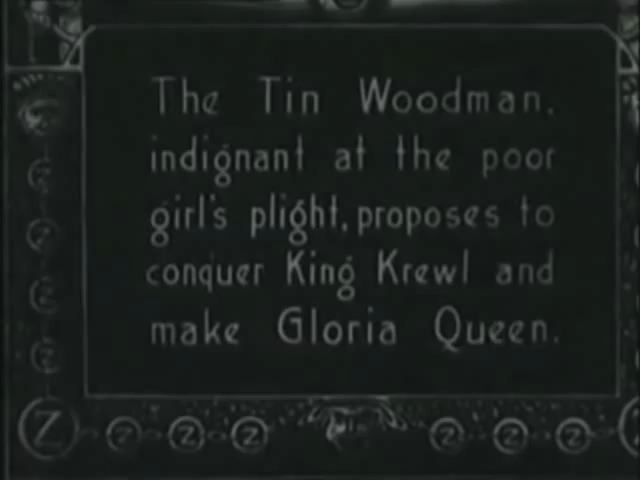 The Tin Woodman,
indignant at the poor
girl's plight, proposes to
conquer King Krewl and
make Gloria Queen.
Z
Z Z Z Z
Z Z Z Z Z Z Z